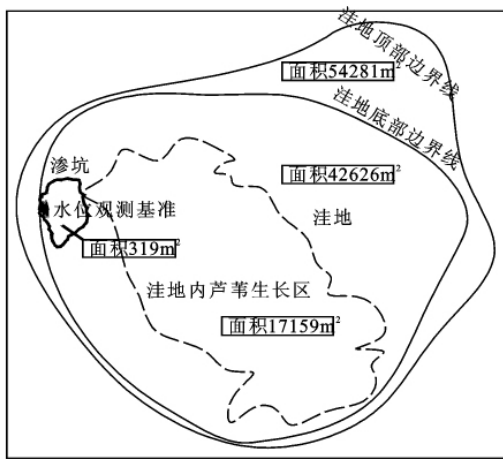 洼地顶部边界线
面积54281m²
洼地底部边界线
渗坑
面积42626m²
水位观测基准
洼地
面积319m²
洼地内芦苇生长区
面积17159m²